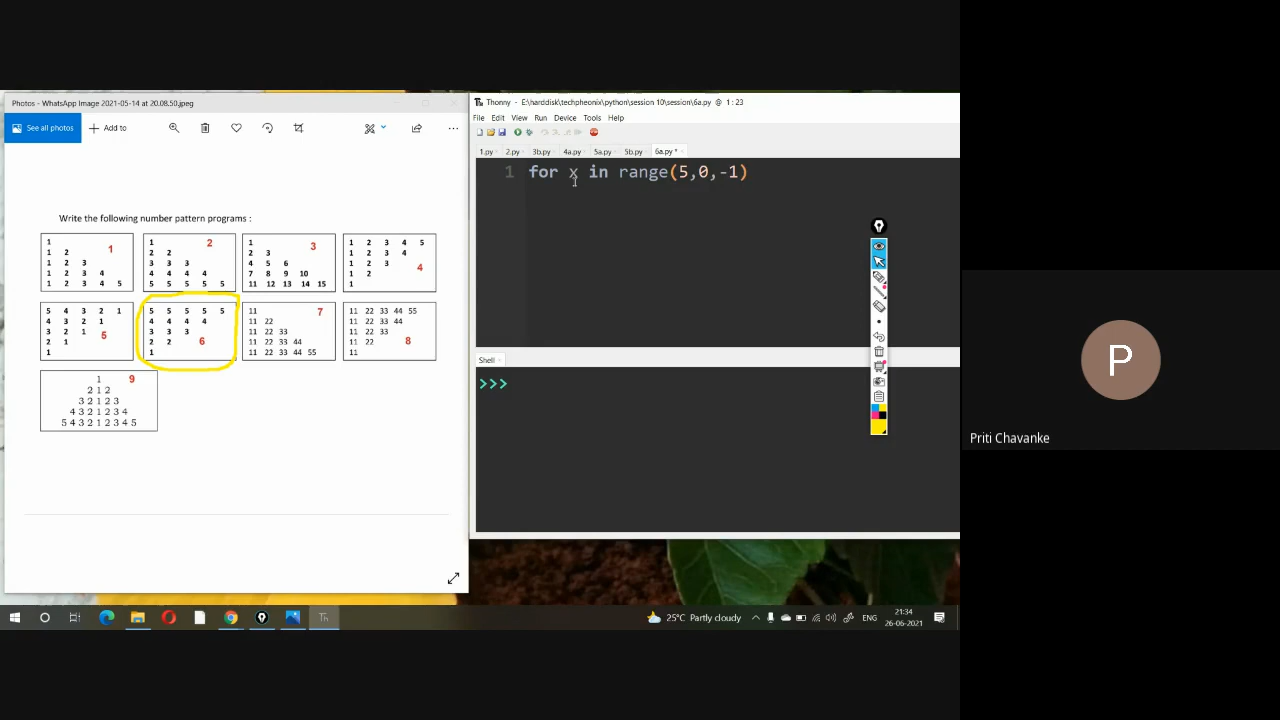 Photos - WhatsApp Image 2021-05-14 at 20.08.50.jpeg
See all photos
Add to
Write the following number pattern programs :
1
1 2
1 2 3
1 2 3 4
1 2 3 4 5
1
1
2 2
3 3 3
4 4 4 4
5 5 5 5 5
2
1
2 3
4 5 6
7 8 9 10
11 12 13 14 15
3
1 2 3 4 5
1 2 3 4
1 2 3
1 2
1
4
5 4 3 2 1
4 3 2 1
3 2 1
2 1
1
5
5 5 5 5 5
4 4 4 4
3 3 3
2 2
1
6
11
11 22
11 22 33
11 22 33 44
11 22 33 44 55
7
11 22 33 44 55
11 22 33 44
11 22 33
11 22
11
8
1
2 1 2
3 2 1 2 3
4 3 2 1 2 3 4
5 4 3 2 1 2 3 4 5
9
Th Thonny - E:\harddisk\techpheonix\python\session 10\session\6a.py @ 1 : 23
File Edit View Run Device Tools Help
1.py 2.py 3b.py 4a.py 5a.py 5b.py 6a.py *
1 for x in range(5,0,-1)
Shell
>>>
P
Priti Chavanke
Th
25°C Partly cloudy
ENG
21:34
26-06-2021